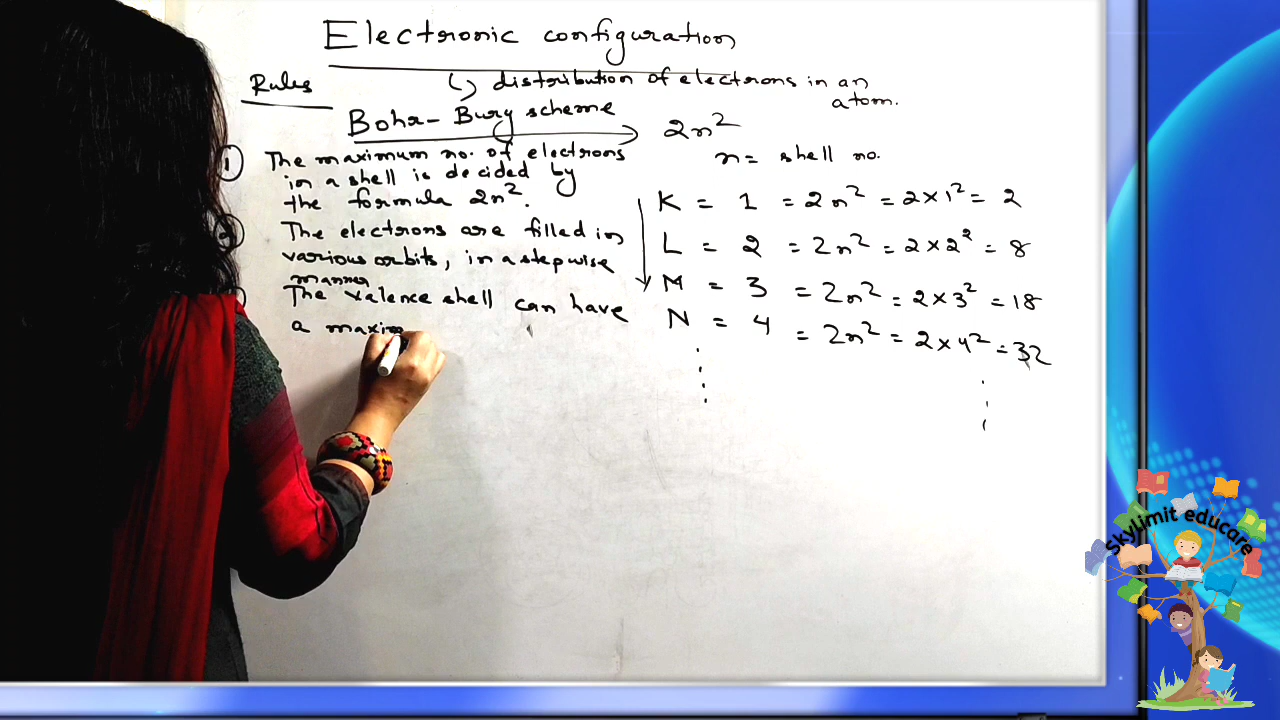 Electronic configuration
Rules
↳ distribution of electrons in an
atom.
Bohr-Bury scheme → 2n²
n = shell no.
① The maximum no. of electrons
in a shell is decided by
the formula 2n².
② The electrons are filled in
various orbits, in a stepwise
manner
The valence shell can have
a maxim
K = 1 = 2n² = 2×1² = 2
L = 2 = 2n² = 2×2² = 8
M = 3 = 2n² = 2×3² = 18
N = 4 = 2n² = 2×4² = 32
Skylimit educare